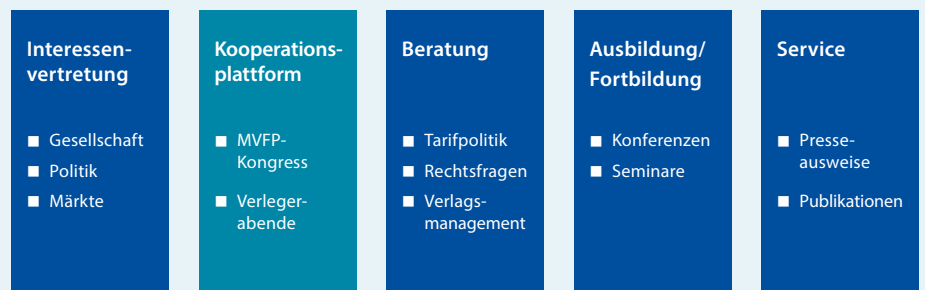 Interessen-
vertretung
■ Gesellschaft
■ Politik
■ Märkte
Kooperations-
plattform
■ MVFP-
Kongress
■ Verleger-
abende
Beratung
■ Tarifpolitik
■ Rechtsfragen
■ Verlags-
management
Ausbildung/
Fortbildung
■ Konferenzen
■ Seminare
Service
■ Presse-
ausweise
■ Publikationen